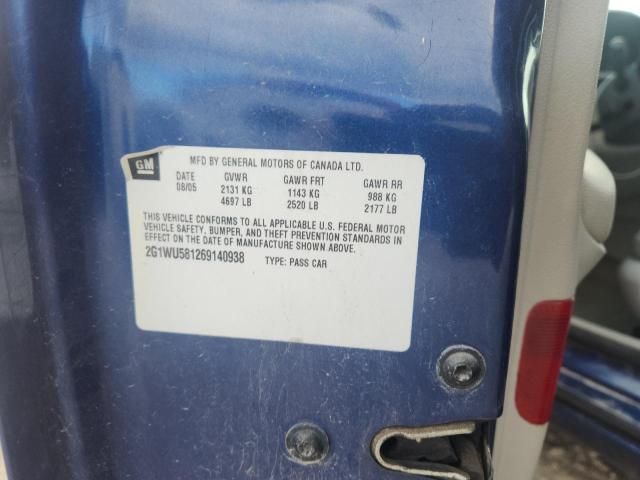 GM
MFD BY GENERAL MOTORS OF CANADA LTD.
DATE GVWR GAWR FRT GAWR RR
08/05 2131 KG 1143 KG 988 KG
4697 LB 2520 LB 2177 LB
THIS VEHICLE CONFORMS TO ALL APPLICABLE U.S. FEDERAL MOTOR
VEHICLE SAFETY, BUMPER, AND THEFT PREVENTION STANDARDS IN
EFFECT ON THE DATE OF MANUFACTURE SHOWN ABOVE.
2G1WU581269140938 TYPE: PASS CAR